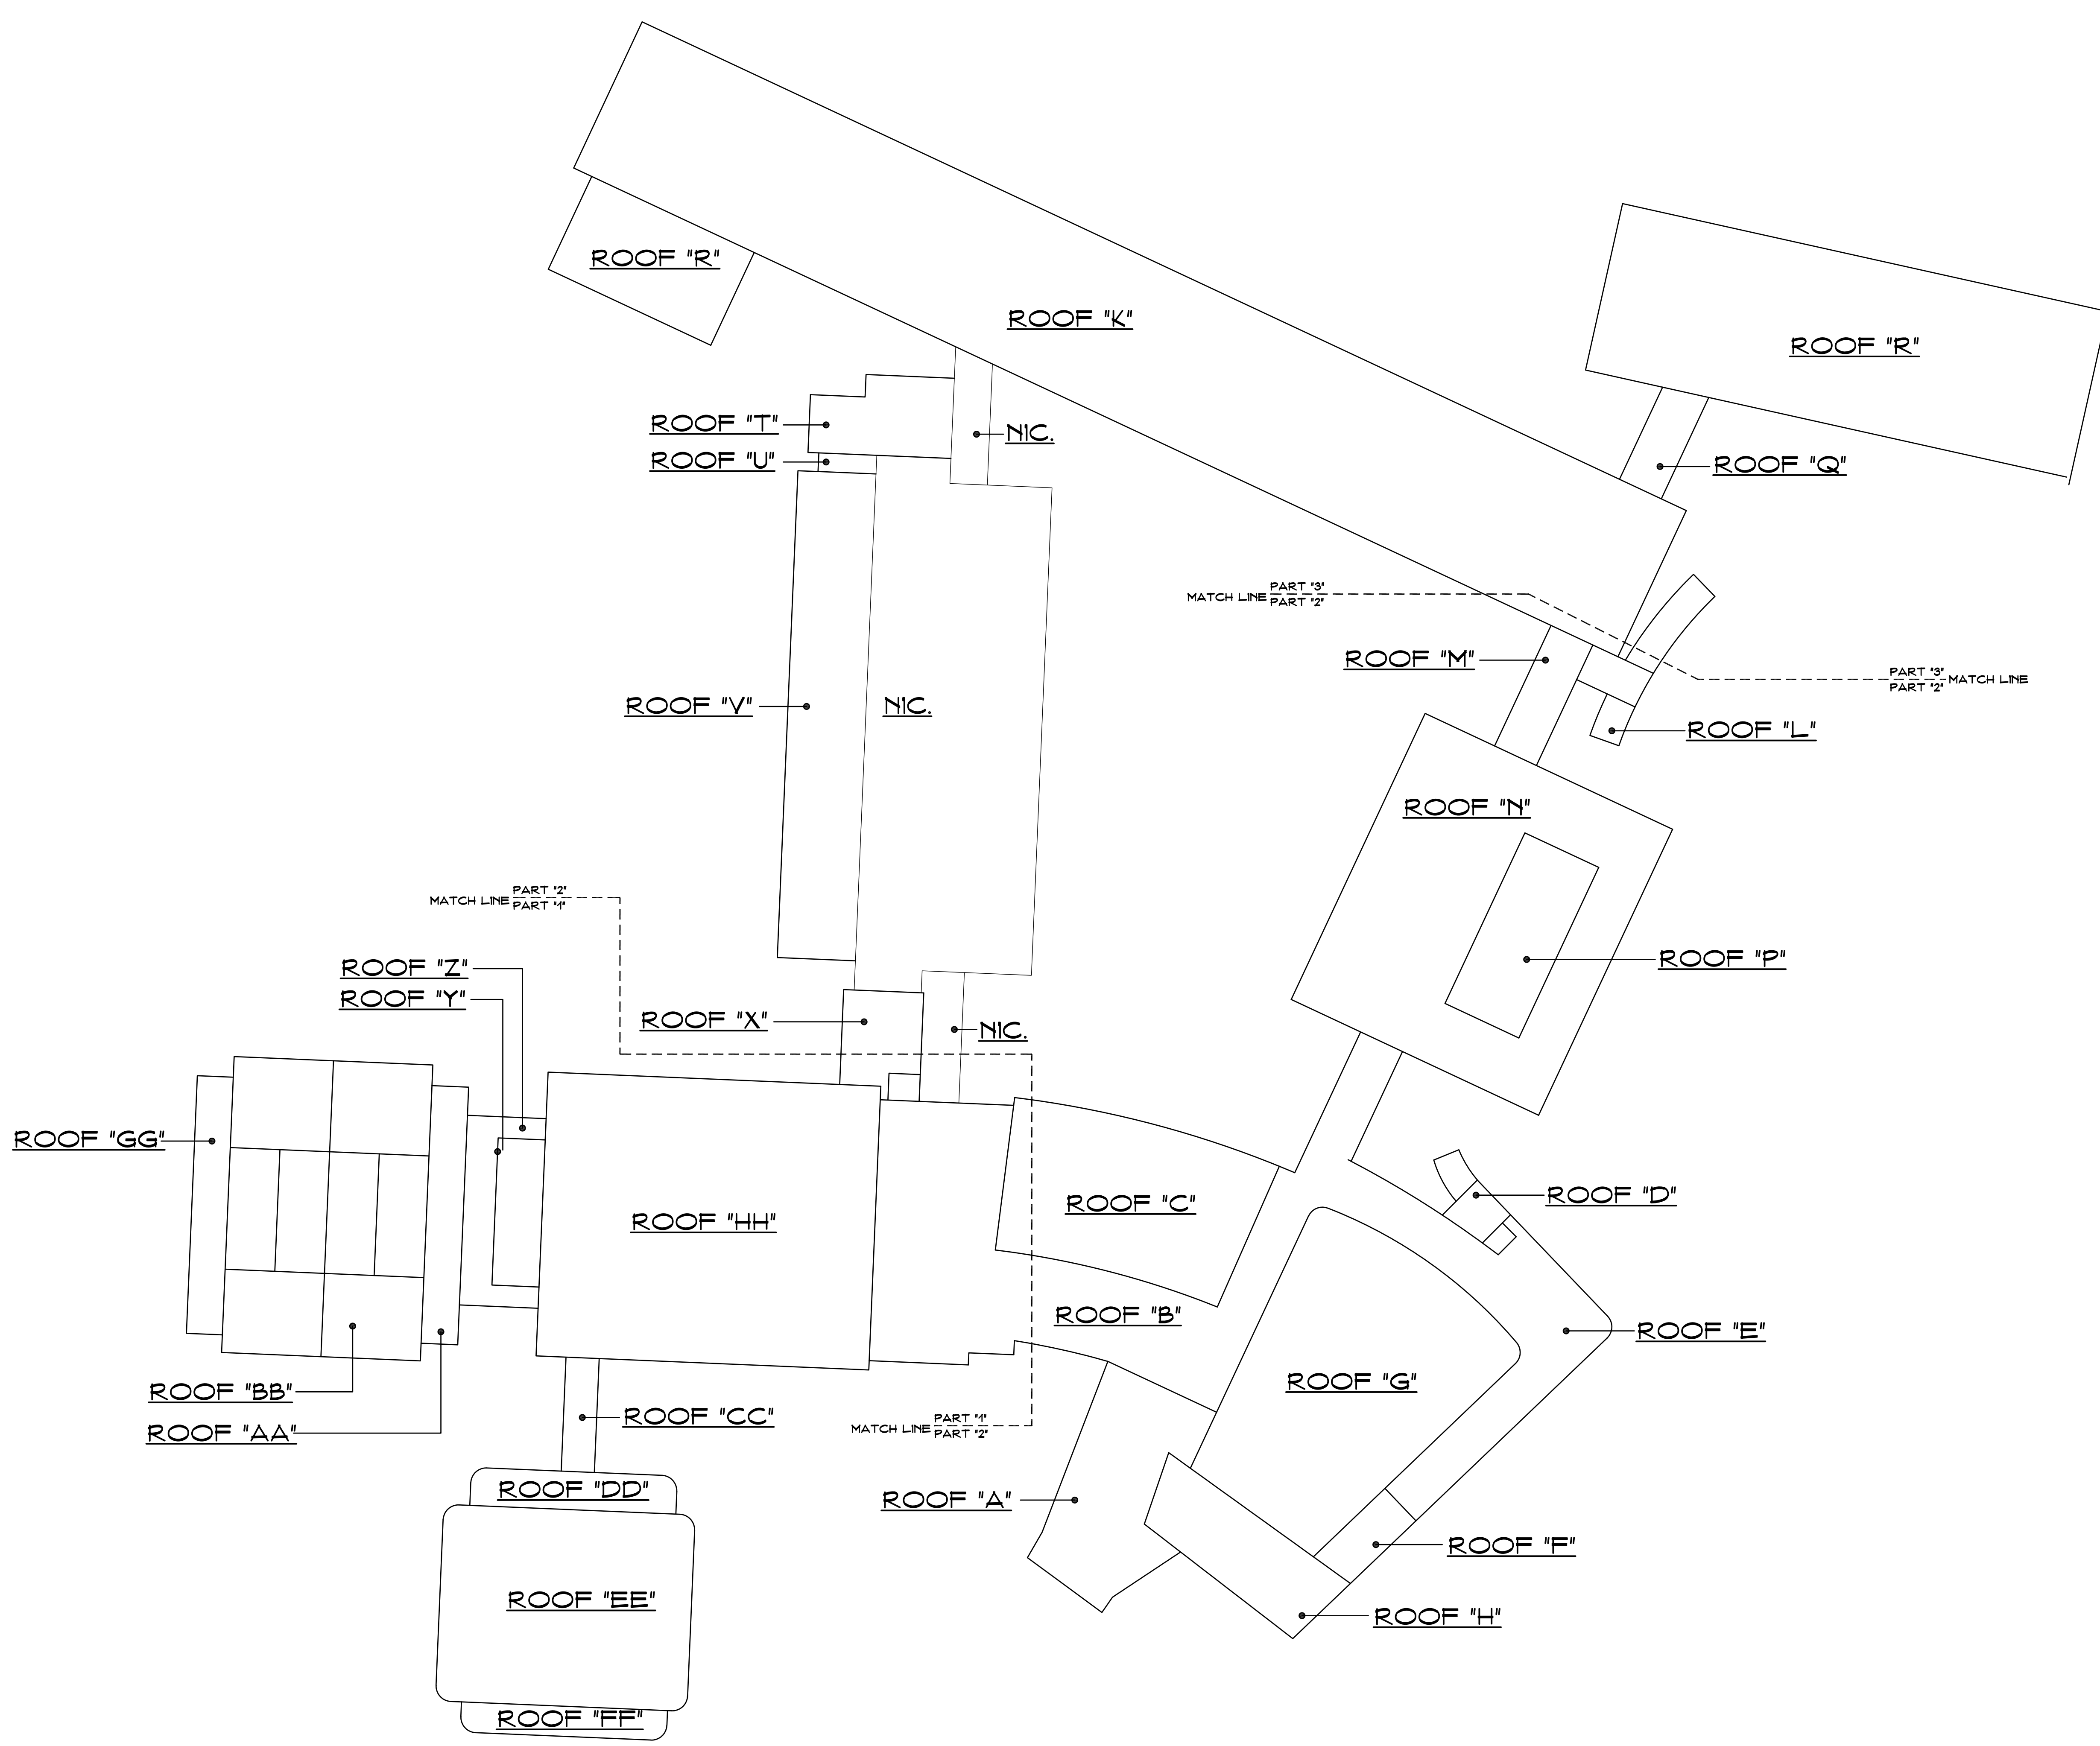 ROOF "R"
ROOF "K"
ROOF "R"
ROOF "T"
N.I.C.
ROOF "U"
ROOF "Q"
PART "3"
MATCH LINE
PART "2"
ROOF "M"
PART "3"
MATCH LINE
PART "2"
ROOF "V"
N.I.C.
ROOF "L"
ROOF "N"
PART "2"
MATCH LINE
PART "1"
ROOF "P"
ROOF "Z"
ROOF "Y"
ROOF "X"
N.I.C.
ROOF "GG"
ROOF "HH"
ROOF "C"
ROOF "D"
ROOF "B"
ROOF "E"
ROOF "G"
ROOF "BB"
ROOF "CC"
PART "1"
MATCH LINE
PART "2"
ROOF "AA"
ROOF "DD"
ROOF "A"
ROOF "F"
ROOF "EE"
ROOF "H"
ROOF "FF"